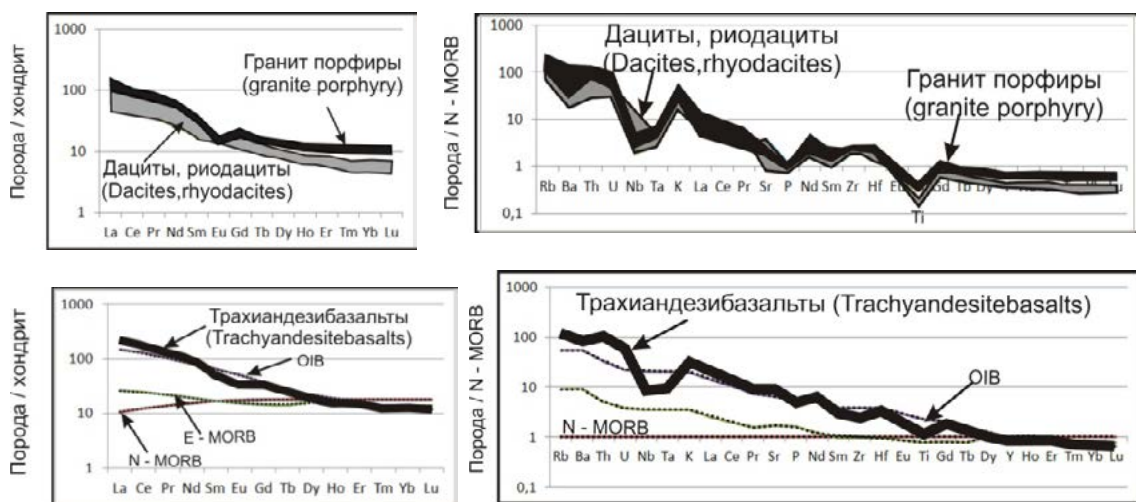 Порода / хондрит
1000
100
10
1
Гранит порфиры
(granite porphyry)
Дациты, риодациты
(Dacites,rhyodacites)
La Ce Pr Nd Sm Eu Gd Tb Dy Ho Er Tm Yb Lu
Порода / N - MORB
1000
100
10
1
0,1
Дациты, риодациты
(Dacites,rhyodacites)
Гранит порфиры
(granite porphyry)
Rb Ba Th U Nb Ta K La Ce Pr Sr P Nd Sm Zr Hf Eu Gd Tb Dy
Ti
Порода / хондрит
1000
100
10
1
Трахиандезибазальты
(Trachyandesitebasalts)
OIB
E - MORB
N - MORB
La Ce Pr Nd Sm Eu Gd Tb Dy Ho Er Tm Yb Lu
Порода / N - MORB
1000
100
10
1
0,1
Трахиандезибазальты (Trachyandesitebasalts)
OIB
N - MORB
Rb Ba Th U Nb Ta K La Ce Pr Sr P Nd Sm Zr Hf Eu Ti Gd Tb Dy Y Ho Er Tm Yb Lu